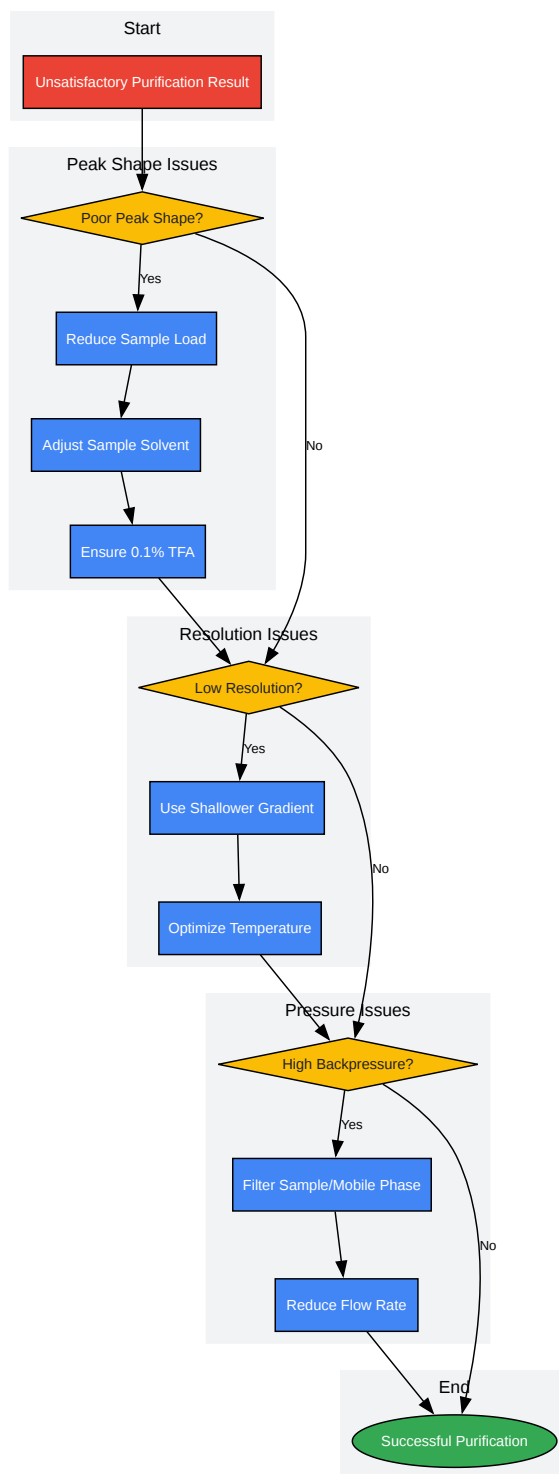 Start
Unsatisfactory Purification Result
Peak Shape Issues
Poor Peak Shape?
Yes
Reduce Sample Load
No
Adjust Sample Solvent
Ensure 0.1% TFA
Resolution Issues
Low Resolution?
Yes
Use Shallower Gradient
No
Optimize Temperature
Pressure Issues
High Backpressure?
Yes
Filter Sample/Mobile Phase
No
Reduce Flow Rate
End
Successful Purification